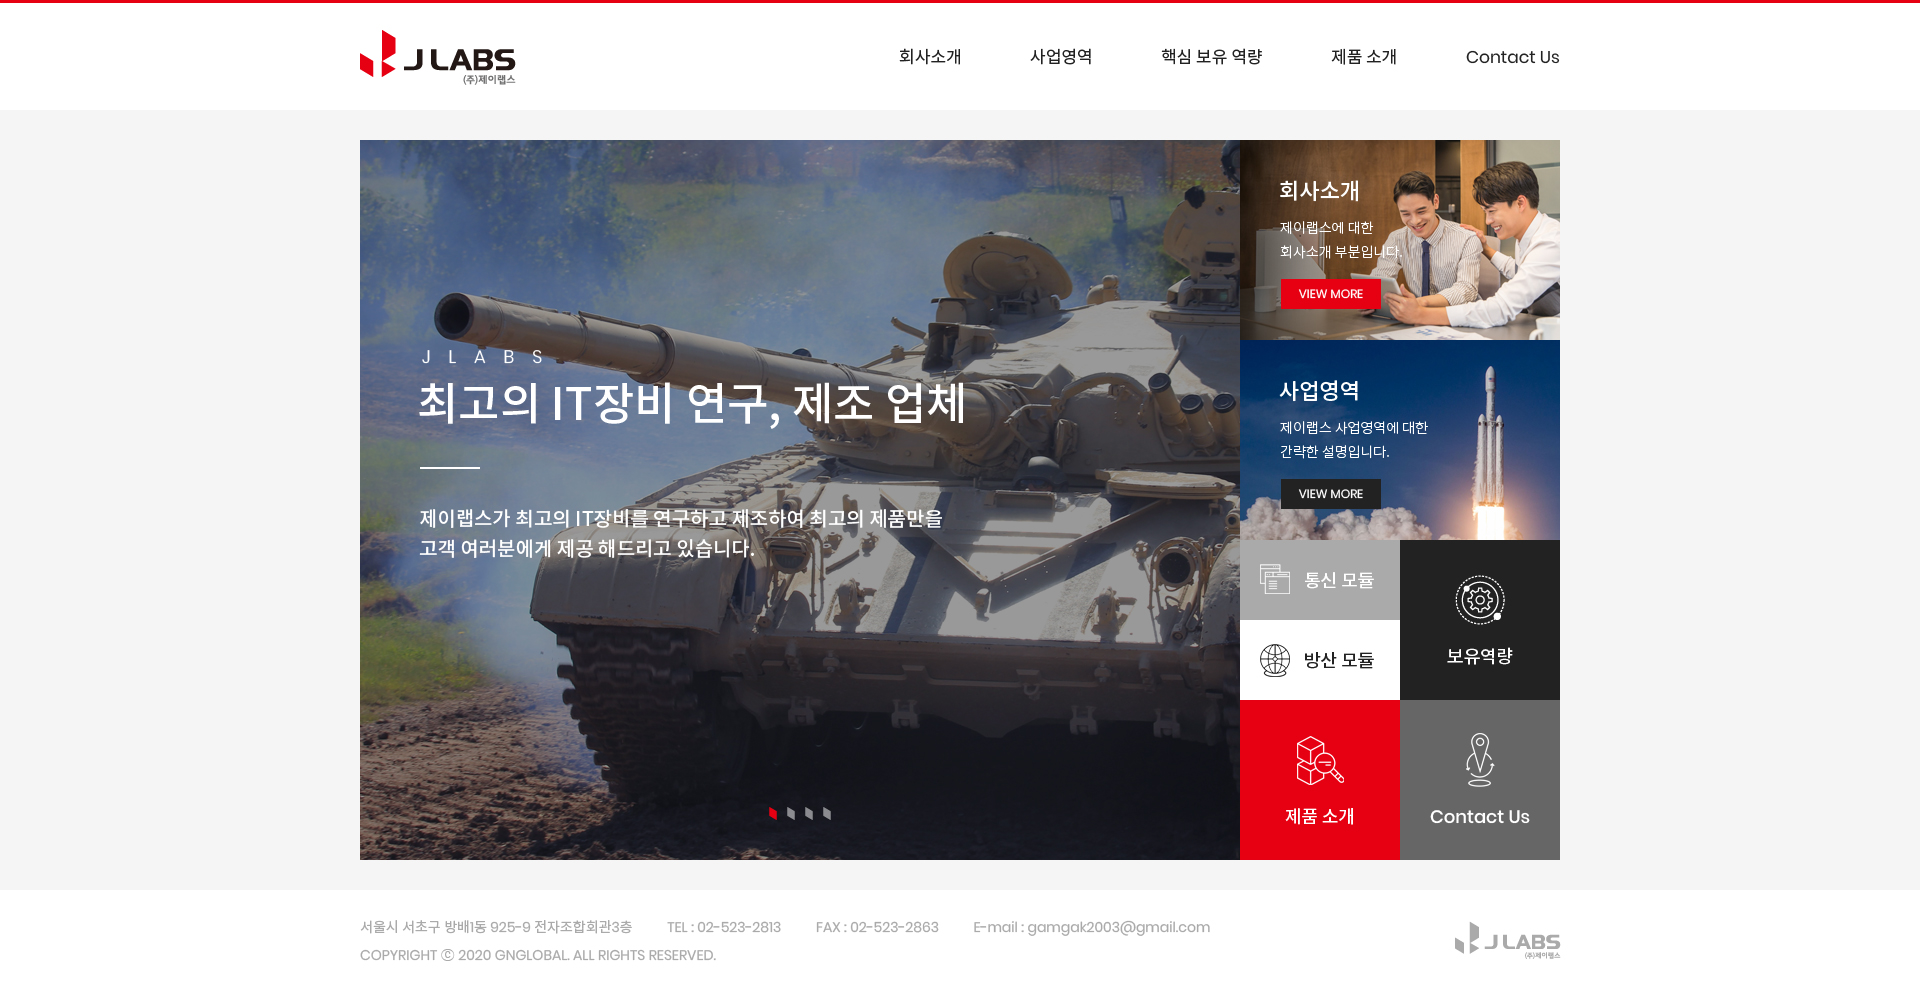 J LABS
(주)제이랩스
회사소개
사업영역
핵심 보유 역량
제품 소개
Contact Us
J L A B S
최고의 IT장비 연구, 제조 업체
제이랩스가 최고의 IT장비를 연구하고 제조하여 최고의 제품만을
고객 여러분에게 제공 해드리고 있습니다.
회사소개
제이랩스에 대한
회사소개 부분입니다.
VIEW MORE
사업영역
제이랩스 사업영역에 대한
간략한 설명입니다.
VIEW MORE
통신 모듈
방산 모듈
보유역량
제품 소개
Contact Us
서울시 서초구 방배1동 925-9 전자조합회관3층 TEL : 02-523-2813 FAX : 02-523-2863 E-mail : gamgak2003@gmail.com
COPYRIGHT ⓒ 2020 GNGLOBAL. ALL RIGHTS RESERVED.
J LABS
(주)제이랩스